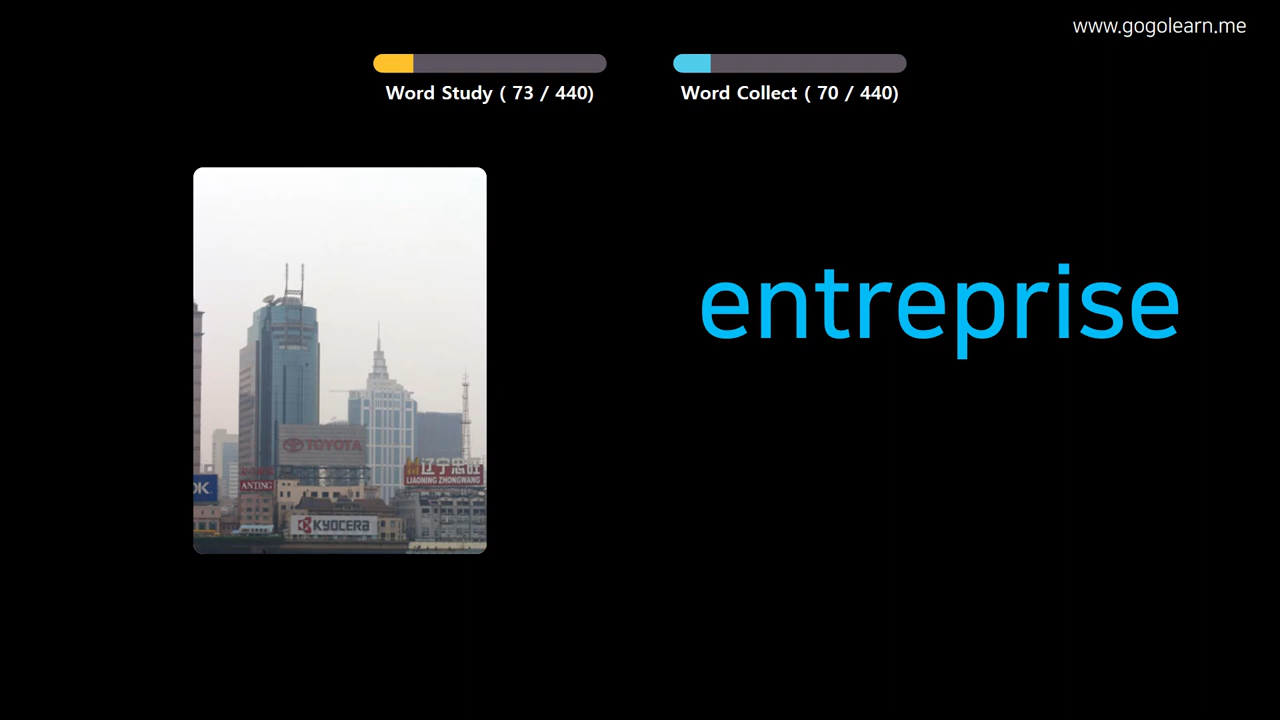 www.gogolearn.me
Word Study ( 73 / 440)
Word Collect ( 70 / 440)
entreprise
TOYOTA
辽宁忠旺
LIAONING ZHONGWANG
OK
ANTING
KYOCERA